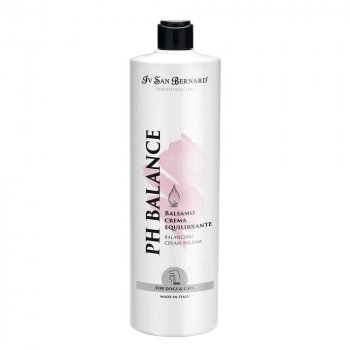 Iv San Bernard®
Traditional Line
PH BALANCE
Balsamo
crema
equilibrante
Balancing
cream balsam
FOR DOGS & CATS
MADE IN ITALY